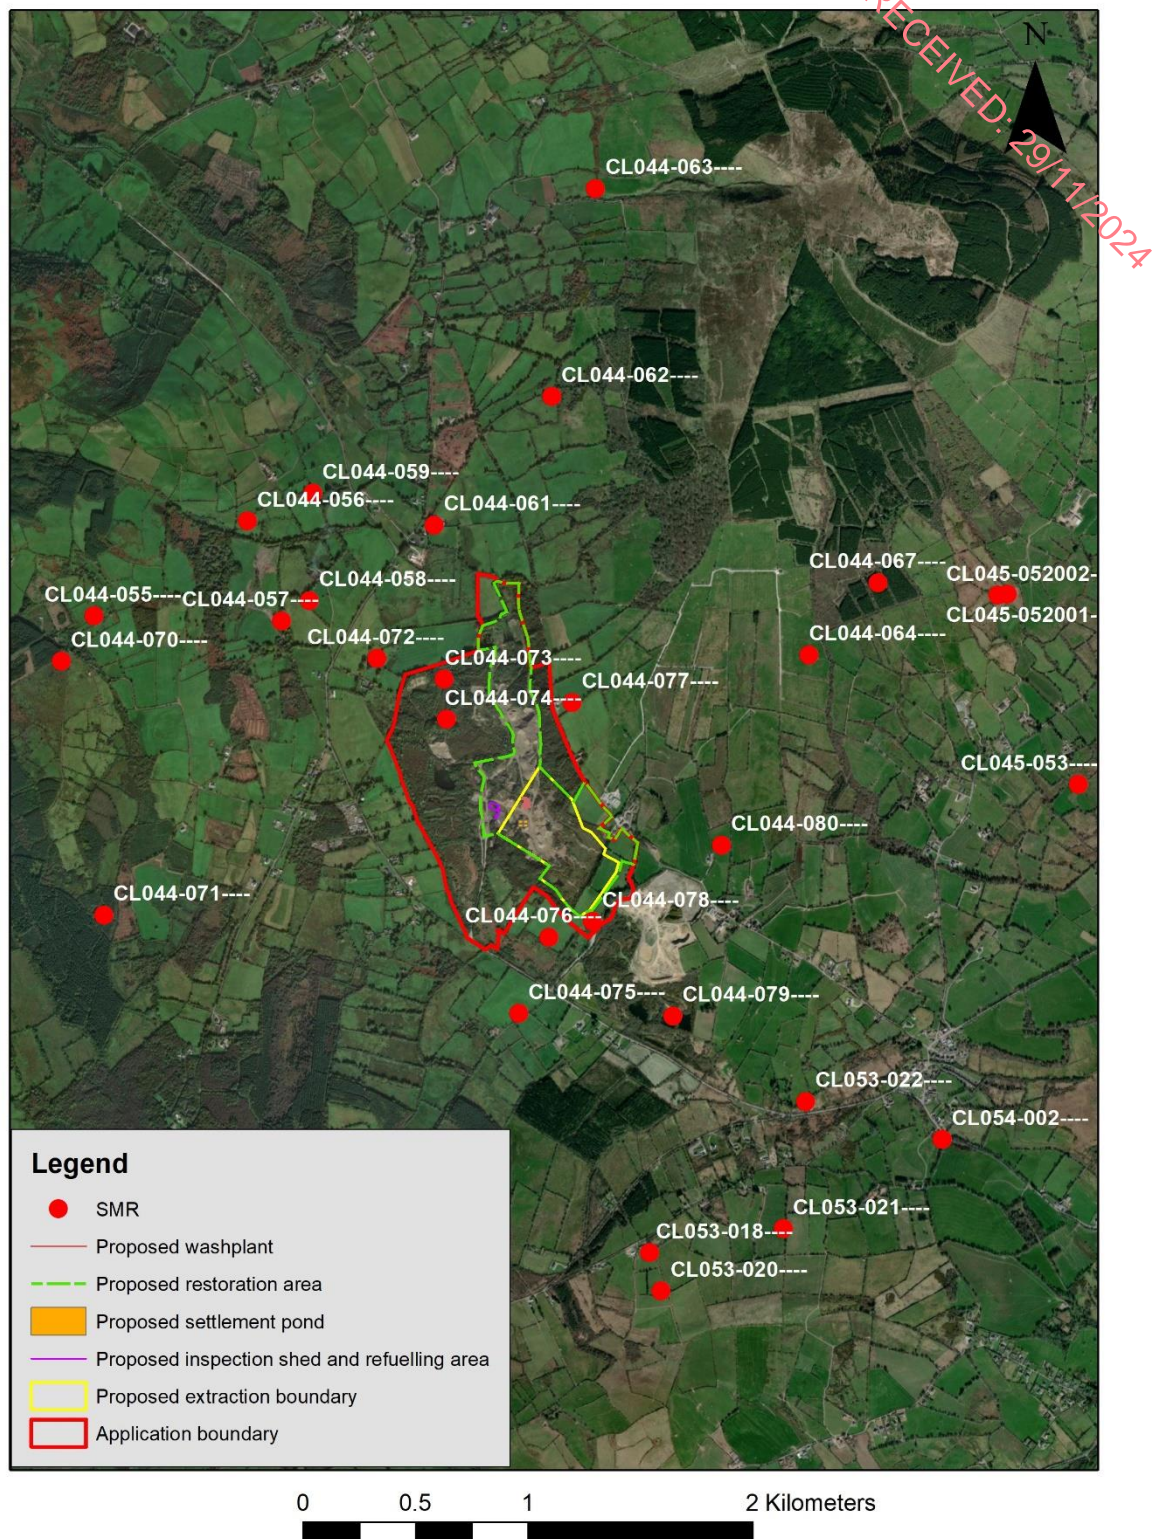 RECEIVED: 29/11/2024
N
CL044-063----
CL044-062----
CL044-059----
CL044-056----
CL044-061----
CL044-067----
CL045-052002-
CL044-058----
CL044-055----
CL044-057----
CL045-052001-
CL044-070----
CL044-072----
CL044-064----
CL044-073----
CL044-077----
CL044-074----
CL045-053----
CL044-080----
CL044-071----
CL044-078----
CL044-076----
CL044-075----
CL044-079----
CL053-022----
CL054-002----
CL053-021----
CL053-018----
CL053-020----
Legend
SMR
Proposed washplant
Proposed restoration area
Proposed settlement pond
Proposed inspection shed and refuelling area
Proposed extraction boundary
Application boundary
0 0.5 1 2 Kilometers